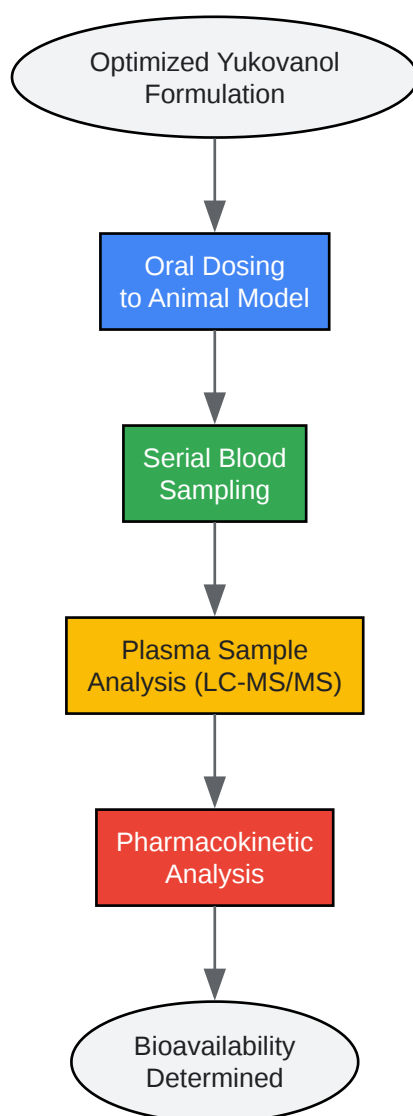 Optimized Yukovanol
Formulation
Oral Dosing
to Animal Model
Serial Blood
Sampling
Plasma Sample
Analysis (LC-MS/MS)
Pharmacokinetic
Analysis
Bioavailability
Determined